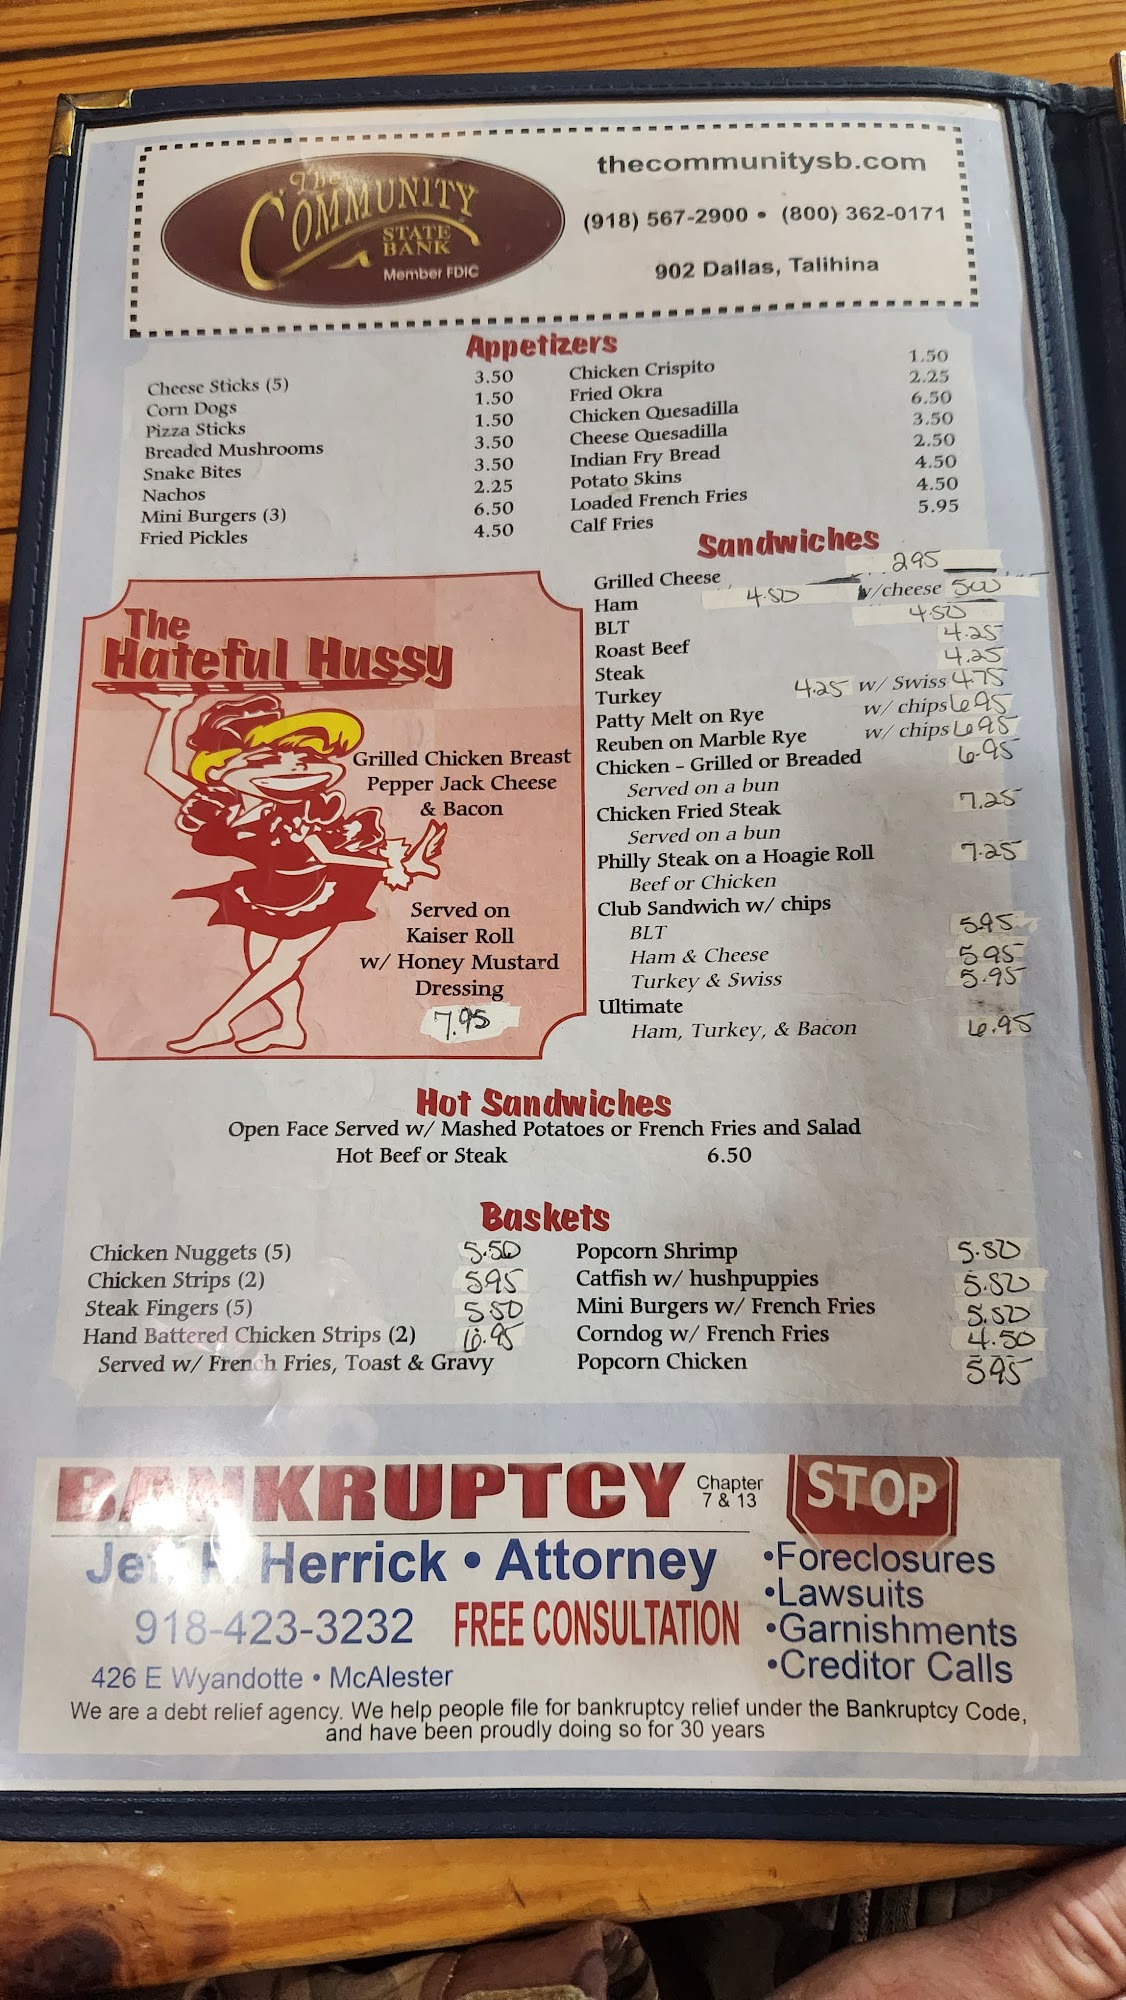 The
COMMUNITY
STATE
BANK
Member FDIC
thecommunitysb.com
(918) 567-2900 • (800) 362-0171
902 Dallas, Talihina
Appetizers
Cheese Sticks (5) 3.50
Corn Dogs 1.50
Pizza Sticks 1.50
Breaded Mushrooms 3.50
Snake Bites 3.50
Nachos 2.25
Mini Burgers (3) 6.50
Fried Pickles 4.50
Chicken Crispito 1.50
Fried Okra 2.25
Chicken Quesadilla 6.50
Cheese Quesadilla 3.50
Indian Fry Bread 2.50
Potato Skins 4.50
Loaded French Fries 4.50
Calf Fries 5.95
The
Hateful Hussy
Grilled Chicken Breast
Pepper Jack Cheese
& Bacon
Served on
Kaiser Roll
w/ Honey Mustard
Dressing
7.95
Sandwiches
Grilled Cheese 2.95
Ham 4.50 w/cheese 5.00
BLT 4.50
Roast Beef 4.25
Steak 4.25
Turkey 4.25 w/ Swiss 4.75
Patty Melt on Rye w/ chips 6.95
Reuben on Marble Rye w/ chips 6.95
Chicken – Grilled or Breaded 6.95
Served on a bun
Chicken Fried Steak 7.25
Served on a bun
Philly Steak on a Hoagie Roll 7.25
Beef or Chicken
Club Sandwich w/ chips
BLT 5.95
Ham & Cheese 5.95
Turkey & Swiss 5.95
Ultimate
Ham, Turkey, & Bacon 6.95
Hot Sandwiches
Open Face Served w/ Mashed Potatoes or French Fries and Salad
Hot Beef or Steak 6.50
Baskets
Chicken Nuggets (5) 5.50
Chicken Strips (2) 5.95
Steak Fingers (5) 5.50
Hand Battered Chicken Strips (2) 6.95
Served w/ French Fries, Toast & Gravy
Popcorn Shrimp 5.50
Catfish w/ hushpuppies 5.50
Mini Burgers w/ French Fries 5.50
Corndog w/ French Fries 4.50
Popcorn Chicken 5.95
BANKRUPTCY
Chapter
7 & 13
STOP
Herrick • Attorney
918-423-3232 FREE CONSULTATION
426 E Wyandotte • McAlester
•Foreclosures
•Lawsuits
•Garnishments
•Creditor Calls
We are a debt relief agency. We help people file for bankruptcy relief under the Bankruptcy Code,
and have been proudly doing so for 30 years